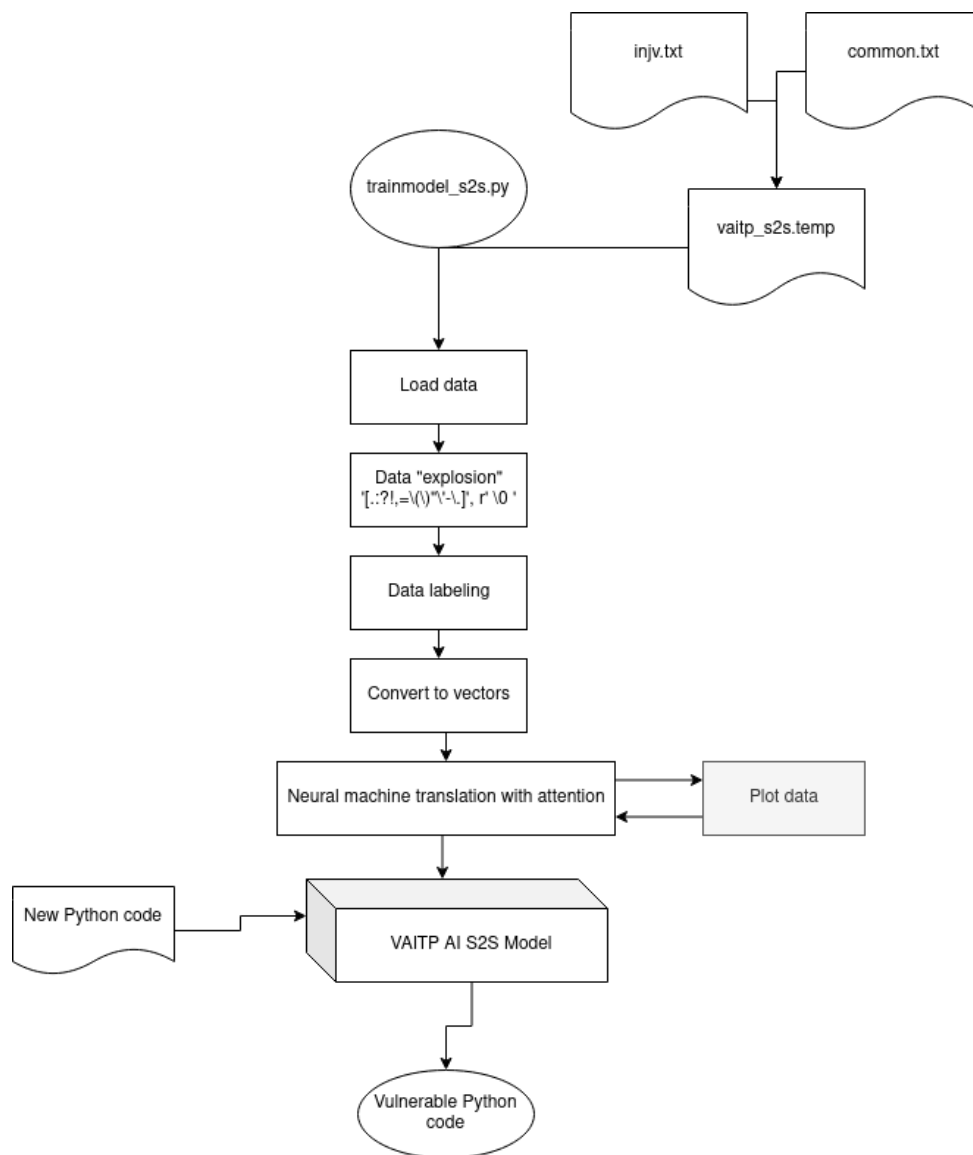 injv.txt
common.txt
trainmodel_s2s.py
vaitp_s2s.temp
Load data
Data "explosion"
'[.:?!,=\(\)"\'-\.]', r' \0 '
Data labeling
Convert to vectors
Neural machine translation with attention
Plot data
New Python code
VAITP AI S2S Model
Vulnerable Python
code